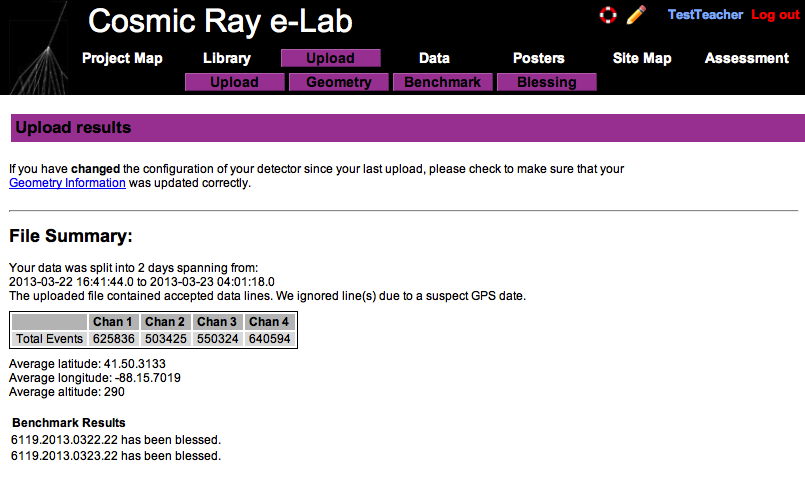 Cosmic Ray e-Lab
TestTeacher Log out
Project Map Library Upload Data Posters Site Map Assessment
Upload Geometry Benchmark Blessing
Upload results
If you have changed the configuration of your detector since your last upload, please check to make sure that your
Geometry Information was updated correctly.
File Summary:
Your data was split into 2 days spanning from:
2013-03-22 16:41:44.0 to 2013-03-23 04:01:18.0
The uploaded file contained accepted data lines. We ignored line(s) due to a suspect GPS date.
Chan 1 Chan 2 Chan 3 Chan 4
Total Events 625836 503425 550324 640594
Average latitude: 41.50.3133
Average longitude: -88.15.7019
Average altitude: 290
Benchmark Results
6119.2013.0322.22 has been blessed.
6119.2013.0323.22 has been blessed.